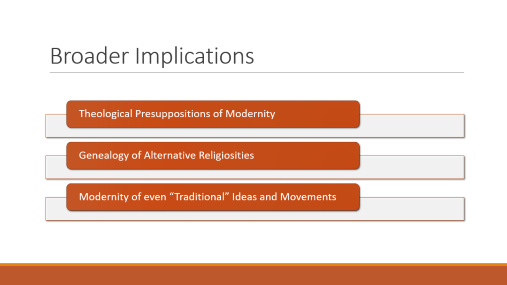 Broader Implications
Theological Presuppositions of Modernity
Genealogy of Alternative Religiosities
Modernity of even “Traditional” Ideas and Movements